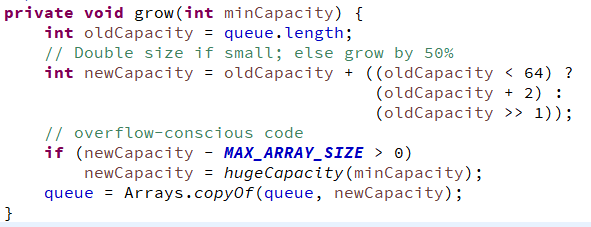 private void grow(int minCapacity) {
    int oldCapacity = queue.length;
    // Double size if small; else grow by 50%
    int newCapacity = oldCapacity + ((oldCapacity < 64) ?
                                     (oldCapacity + 2) :
                                     (oldCapacity >> 1));
    // overflow-conscious code
    if (newCapacity - MAX_ARRAY_SIZE > 0)
        newCapacity = hugeCapacity(minCapacity);
    queue = Arrays.copyOf(queue, newCapacity);
}